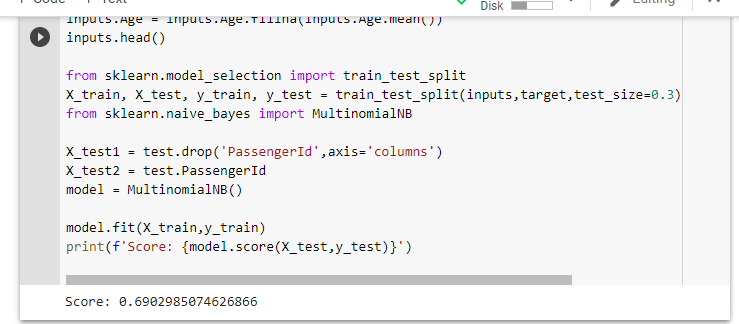 Code
Text
Disk
Editing
inputs.Age = inputs.Age.fillna(inputs.Age.mean())
inputs.head()
from sklearn.model_selection import train_test_split
X_train, X_test, y_train, y_test = train_test_split(inputs,target,test_size=0.3)
from sklearn.naive_bayes import MultinomialNB
X_test1 = test.drop('PassengerId',axis='columns')
X_test2 = test.PassengerId
model = MultinomialNB()
model.fit(X_train,y_train)
print(f'Score: {model.score(X_test,y_test)}')
Score: 0.6902985074626866